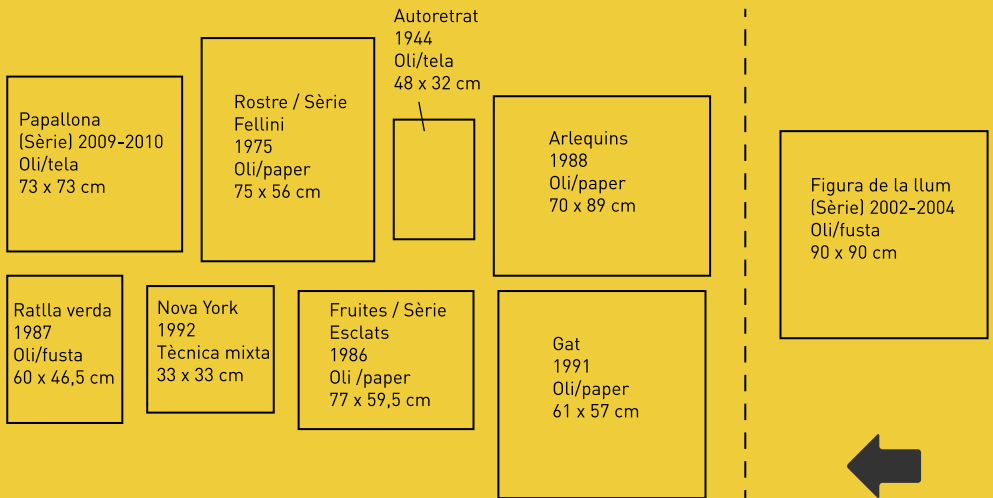 Papallona
(Sèrie) 2009-2010
Oli/tela
73 x 73 cm
Rostre / Sèrie
Fellini
1975
Oli/paper
75 x 56 cm
Autoretrat
1944
Oli/tela
48 x 32 cm
Arlequins
1988
Oli/paper
70 x 89 cm
Figura de la llum
(Sèrie) 2002-2004
Oli/fusta
90 x 90 cm
Ratlla verda
1987
Oli/fusta
60 x 46,5 cm
Nova York
1992
Tècnica mixta
33 x 33 cm
Fruites / Sèrie
Esclats
1986
Oli /paper
77 x 59,5 cm
Gat
1991
Oli/paper
61 x 57 cm